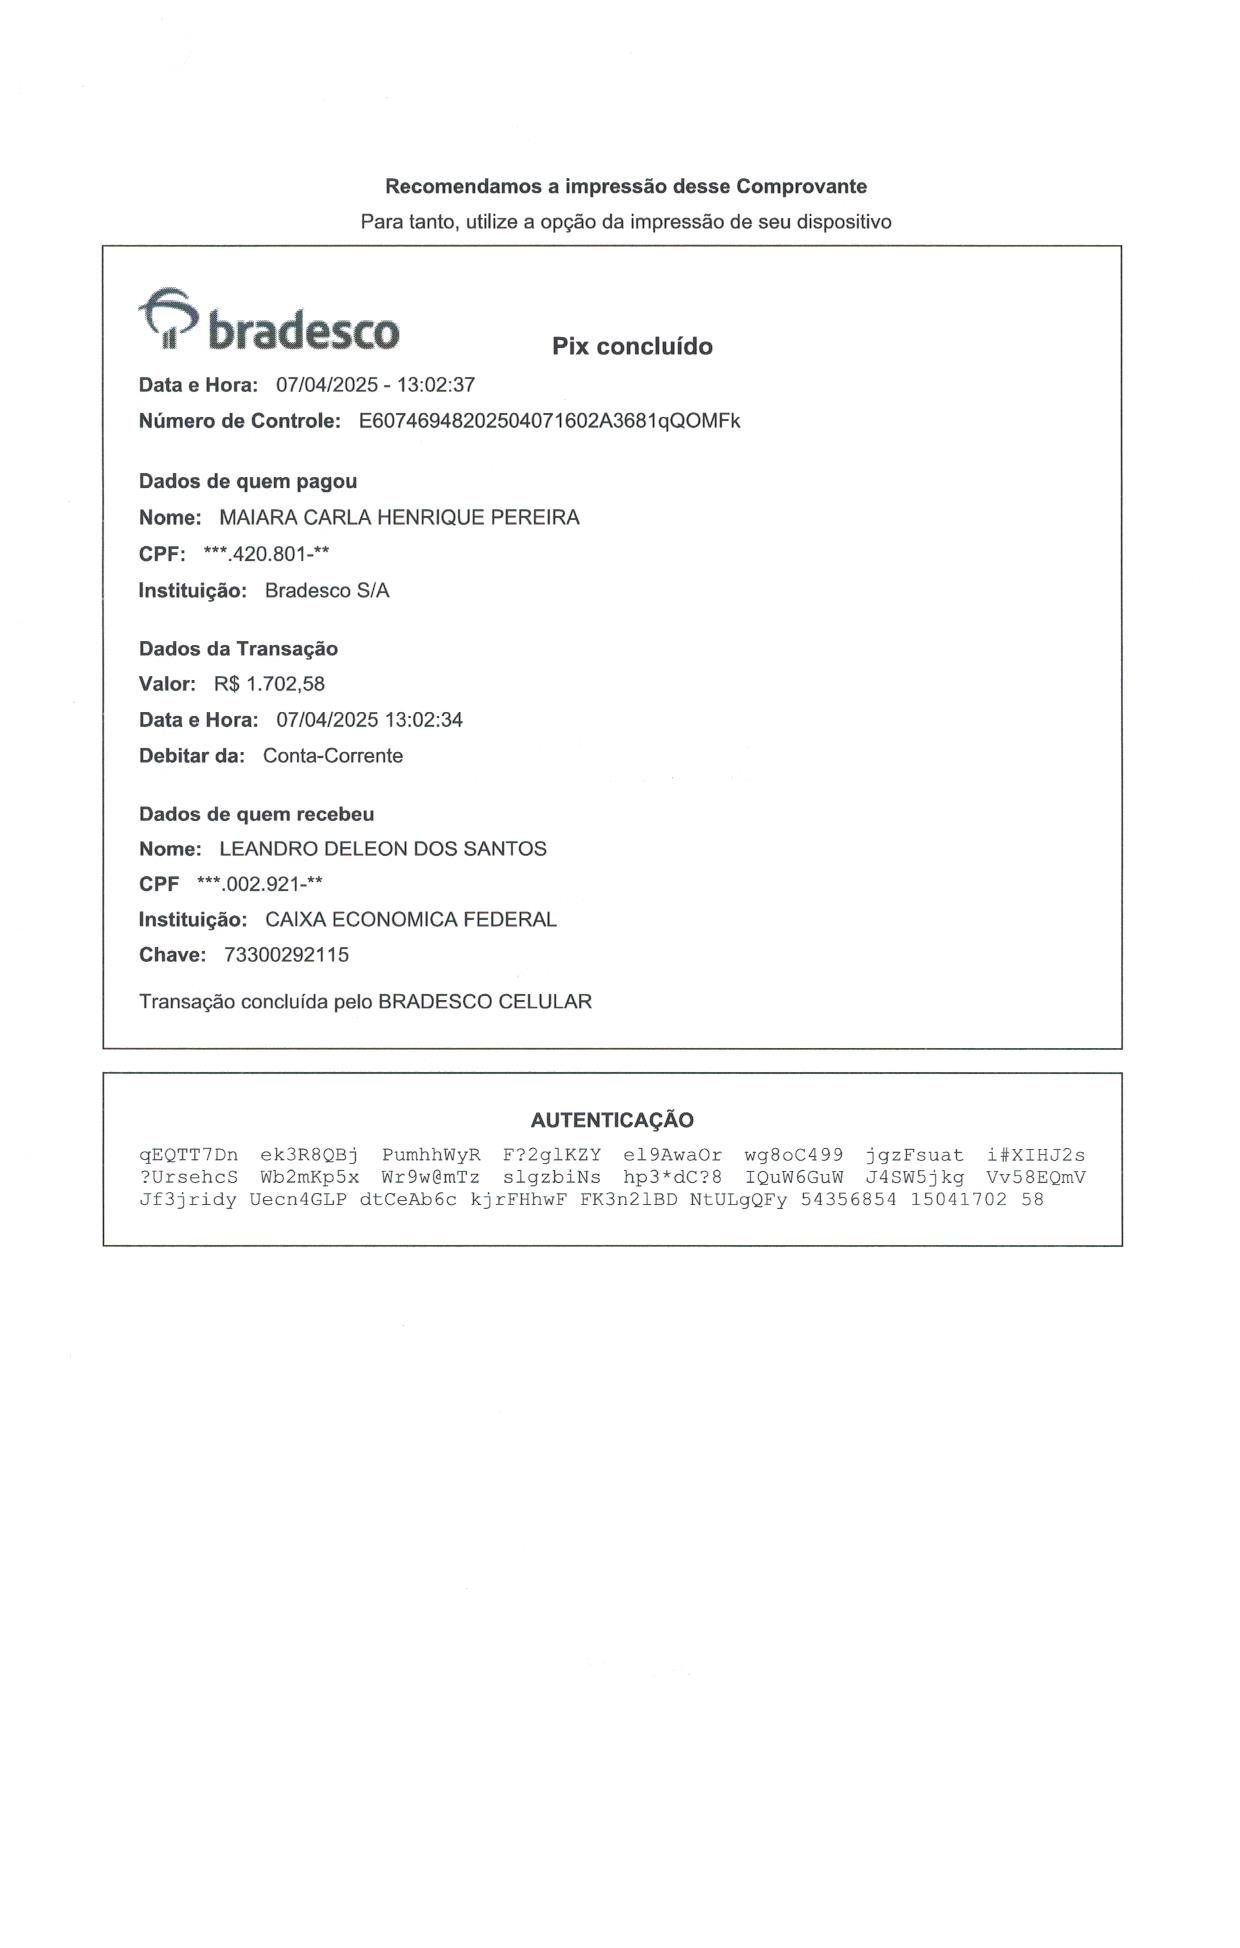 Recomendamos a impressão desse Comprovante
Para tanto, utilize a opção da impressão de seu dispositivo
bradesco
Pix concluído
Data e Hora: 07/04/2025 - 13:02:37
Número de Controle: E60746948202504071602A3681qQOMFk
Dados de quem pagou
Nome: MAIARA CARLA HENRIQUE PEREIRA
CPF: ***.420.801-**
Instituição: Bradesco S/A
Dados da Transação
Valor: R$ 1.702,58
Data e Hora: 07/04/2025 13:02:34
Debitar da: Conta-Corrente
Dados de quem recebeu
Nome: LEANDRO DELEON DOS SANTOS
CPF ***.002.921-**
Instituição: CAIXA ECONOMICA FEDERAL
Chave: 73300292115
Transação concluída pelo BRADESCO CELULAR
AUTENTICAÇÃO
qEQTT7Dn ek3R8QBj PumhhWyR F?2glKZY el9AwaOr wg8oC499 jgzFsuat i#XIHJ2s
?UrsehcS Wb2mKp5x Wr9w@mTz slgzbiNs hp3*dC?8 IQuW6GuW J4SW5jkg Vv58EQmV
Jf3jridy Uecn4GLP dtCeAb6c kjrFHhwF FK3n2lBD NtULgQFy 54356854 15041702 58